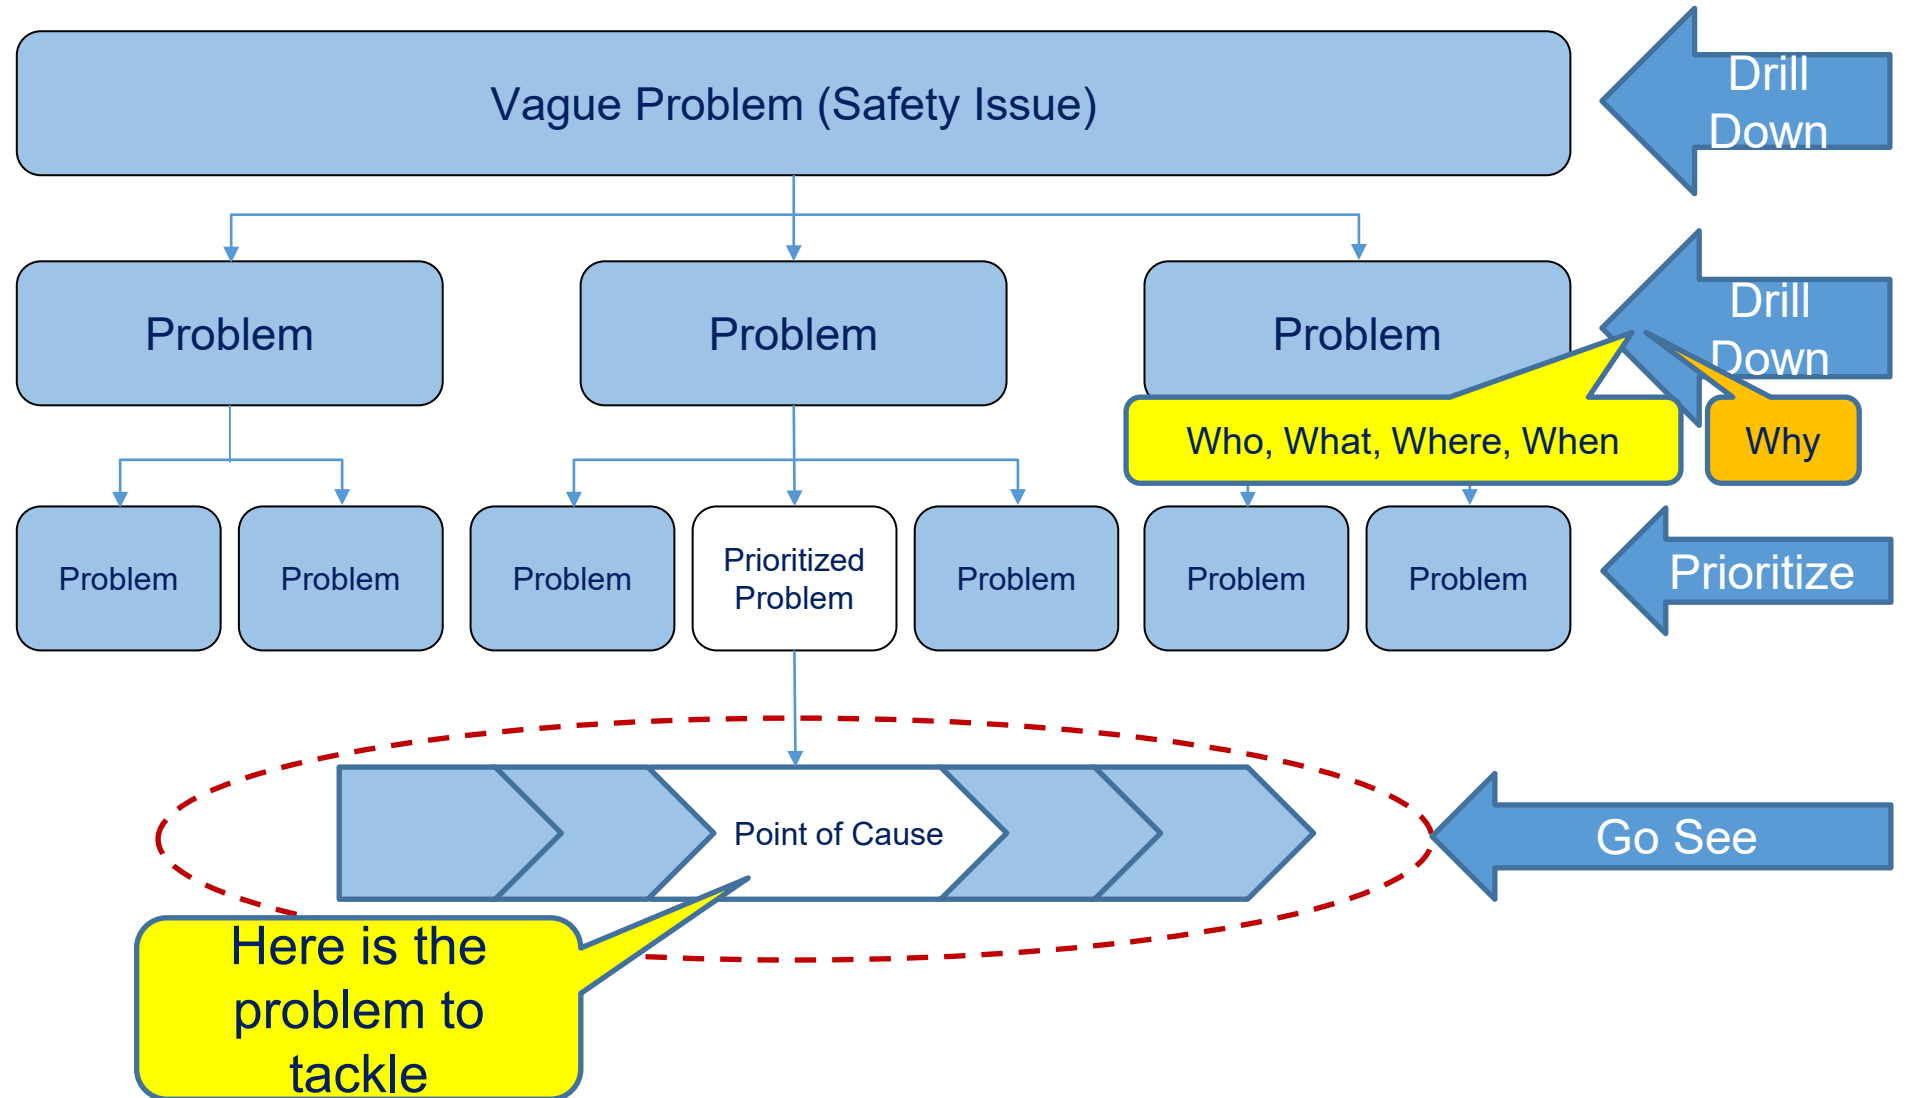 Vague Problem (Safety Issue)
Drill
Down
Problem
Problem
Problem
Drill
Down
Who, What, Where, When
Why
Problem
Problem
Problem
Prioritized
Problem
Problem
Problem
Problem
Prioritize
Point of Cause
Go See
Here is the
problem to
tackle